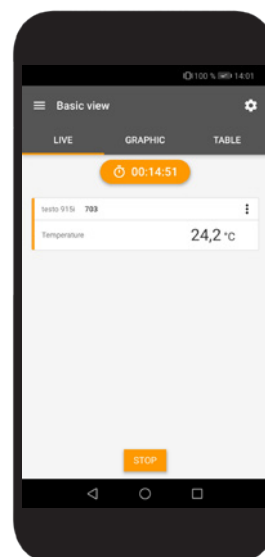 100 % 14:01
Basic view
LIVE GRAPHIC TABLE
00:14:51
testo 915i 703
Temperature 24,2 °C
STOP